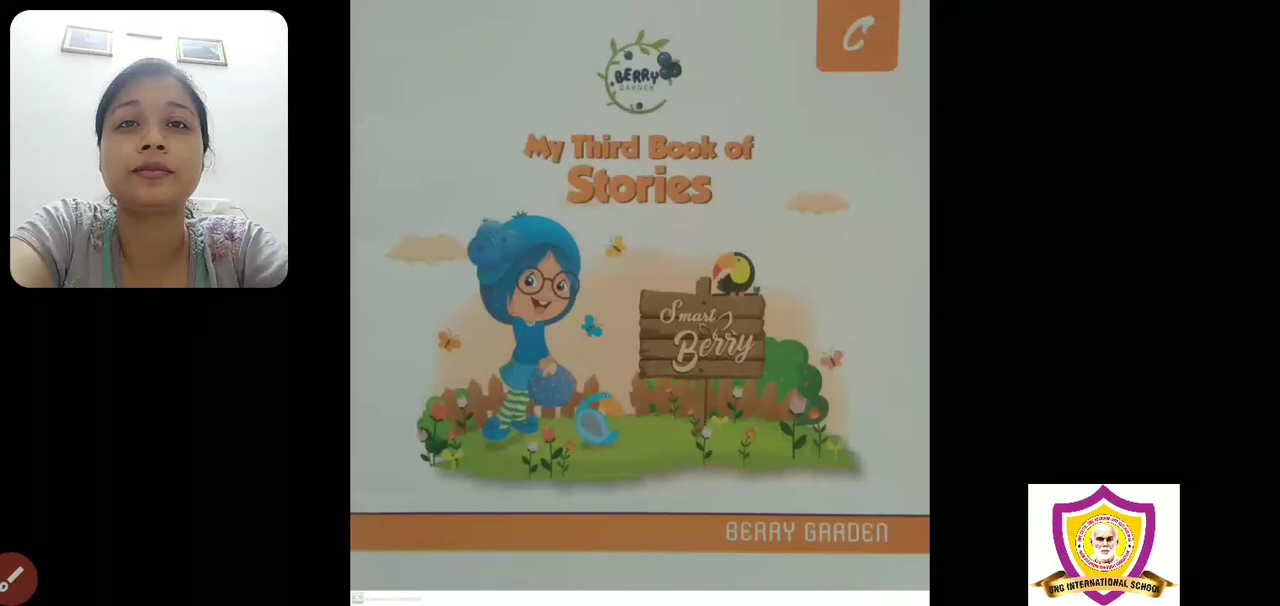 C
BERRY
GARDEN
My Third Book of
Stories
Smart
Berry
BERRY GARDEN
SNG INTERNATIONAL SCHOOL